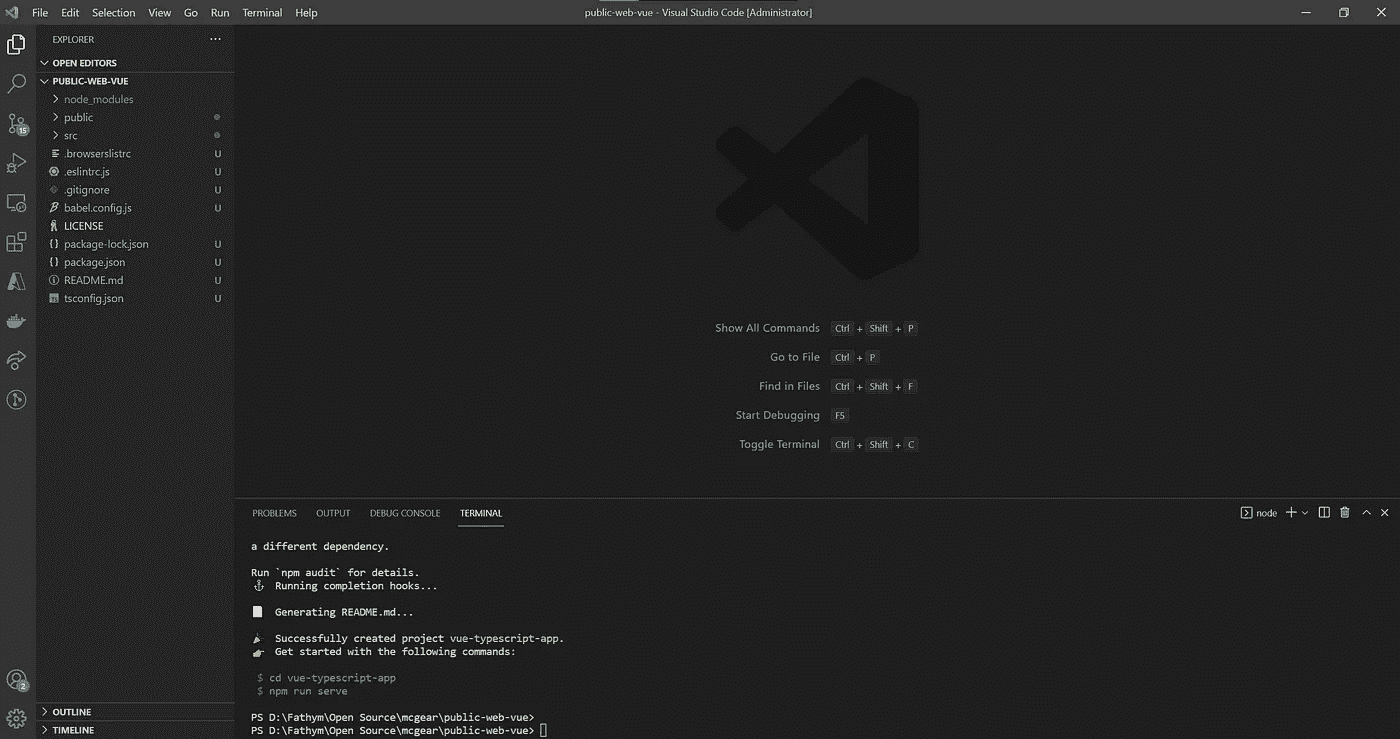 File Edit Selection View Go Run Terminal Help
public-web-vue - Visual Studio Code [Administrator]
EXPLORER
OPEN EDITORS
PUBLIC-WEB-VUE
node_modules
public
src
.browserslistrc U
.eslintrc.js U
.gitignore U
babel.config.js U
LICENSE
package-lock.json U
package.json U
README.md U
tsconfig.json U
15
2
OUTLINE
TIMELINE
Show All Commands Ctrl + Shift + P
Go to File Ctrl + P
Find in Files Ctrl + Shift + F
Start Debugging F5
Toggle Terminal Ctrl + Shift + C
PROBLEMS OUTPUT DEBUG CONSOLE TERMINAL
node
a different dependency.
Run `npm audit` for details.
Running completion hooks...
Generating README.md...
Successfully created project vue-typescript-app.
Get started with the following commands:
$ cd vue-typescript-app
$ npm run serve
PS D:\Fathym\Open Source\mcgear\public-web-vue>
PS D:\Fathym\Open Source\mcgear\public-web-vue>